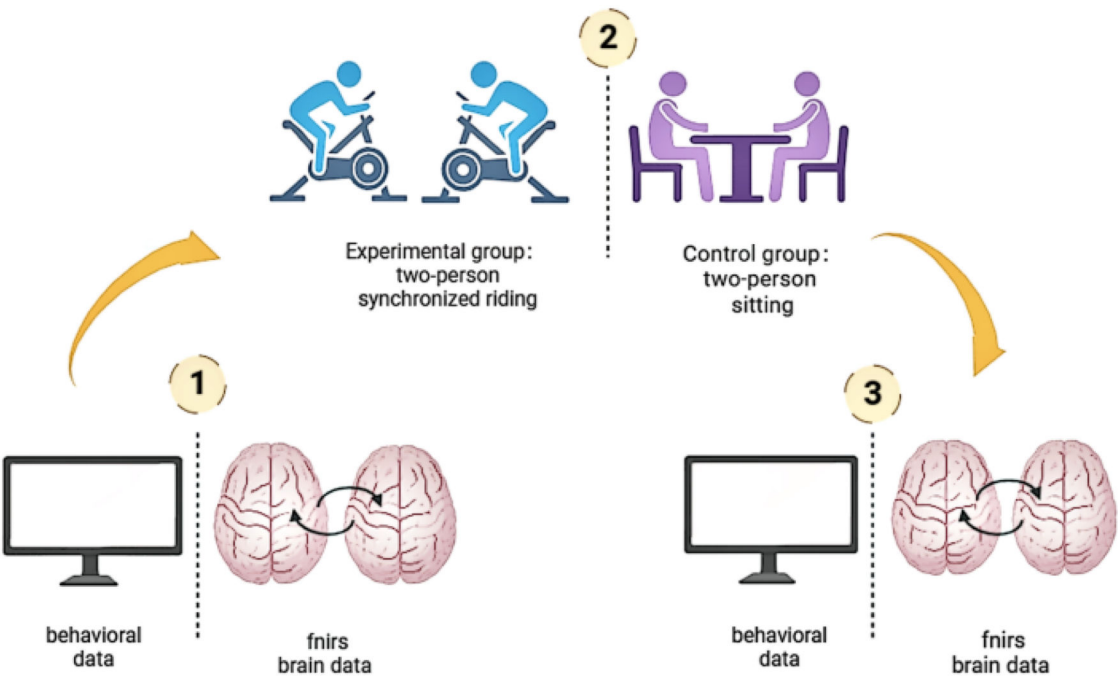 2
Experimental group:
two-person
synchronized riding
Control group:
two-person
sitting
1
behavioral
data
fnirs
brain data
3
behavioral
data
fnirs
brain data